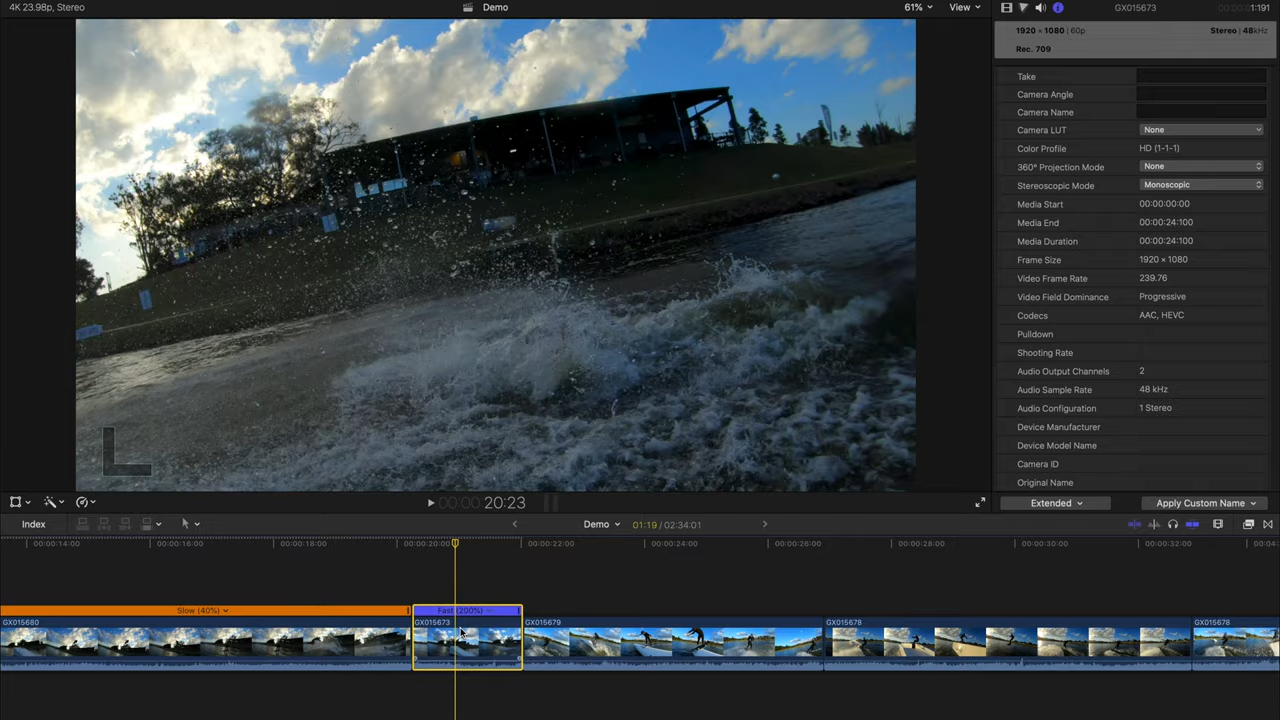 4K 23.98p, Stereo
Demo
61%
View
GX015673
1:191
1920 × 1080 | 60p
Stereo | 48kHz
Rec. 709
Take
Camera Angle
Camera Name
Camera LUT
None
Color Profile
HD (1-1-1)
360° Projection Mode
None
Stereoscopic Mode
Monoscopic
Media Start
00:00:00:00
Media End
00:00:24:100
Media Duration
00:00:24:100
Frame Size
1920 × 1080
Video Frame Rate
239.76
Video Field Dominance
Progressive
Codecs
AAC, HEVC
Pulldown
Shooting Rate
Audio Output Channels
2
Audio Sample Rate
48 kHz
Audio Configuration
1 Stereo
Device Manufacturer
Device Model Name
Camera ID
Original Name
00:00 20:23
Extended
Apply Custom Name
Index
Demo
01:19 / 02:34:01
00:00:14:00
00:00:16:00
00:00:18:00
00:00:20:00
00:00:22:00
00:00:24:00
00:00:26:00
00:00:28:00
00:00:30:00
00:00:32:00
Slow (40%)
Fast (200%)
GX015680
GX015673
GX015679
GX015678
GX015678